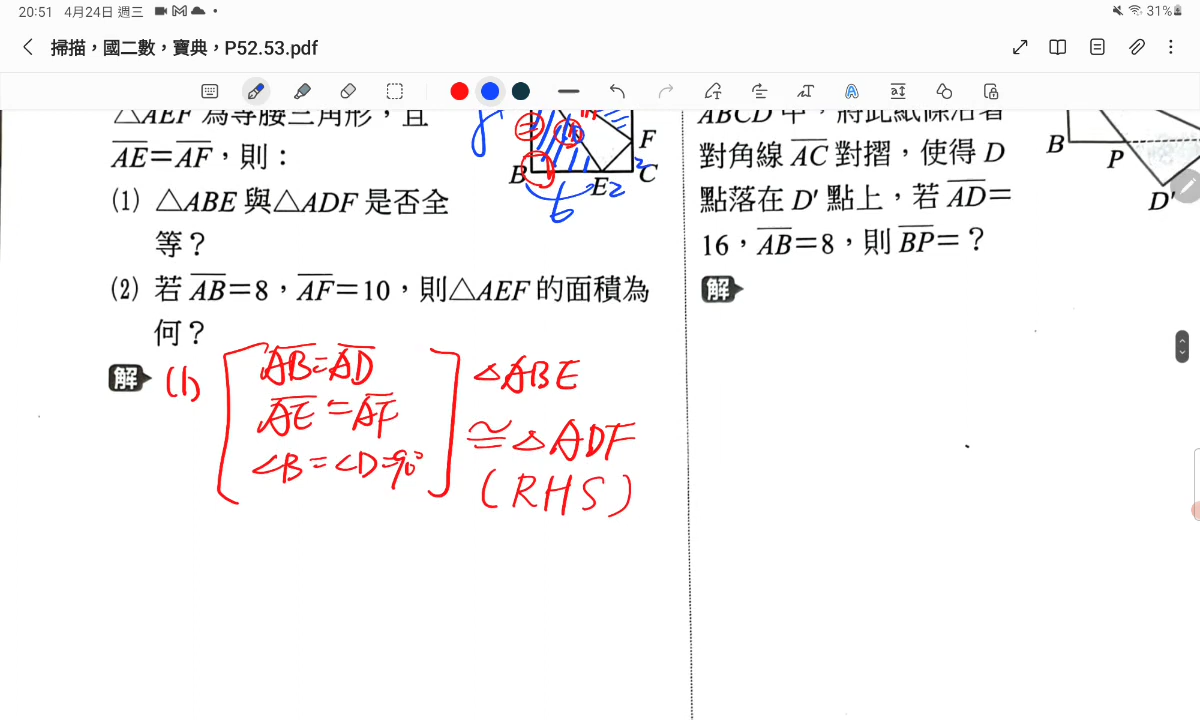 20:51 4月24日 週三
31%
掃描，國二數，寶典，P52.53.pdf
△AEF 為等腰三角形，且
AE=AF，則：
(1) △ABE 與△ADF 是否全
等？
(2) 若 AB=8，AF=10，則△AEF 的面積為
何？
解 (1)
AB=AD
AE=AF
∠B=∠D=90°
△ABE
≅△ADF
(RHS)
8
B
6
E
2
F
2
C
ABCD 中，將此紙條沿著
對角線 AC 對摺，使得 D
點落在 D' 點上，若 AD=
16，AB=8，則 BP=？
解
B
P
D'